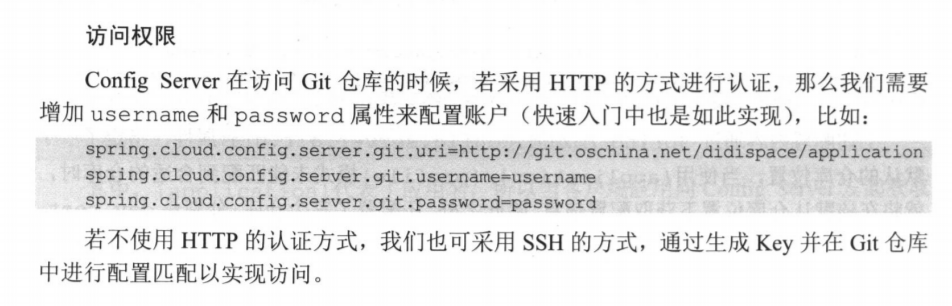 访问权限
Config Server 在访问 Git 仓库的时候，若采用 HTTP 的方式进行认证，那么我们需要
增加 username 和 password 属性来配置账户（快速入门中也是如此实现），比如：
spring.cloud.config.server.git.uri=http://git.oschina.net/didispace/application
spring.cloud.config.server.git.username=username
spring.cloud.config.server.git.password=password
若不使用 HTTP 的认证方式，我们也可采用 SSH 的方式，通过生成 Key 并在 Git 仓库
中进行配置匹配以实现访问。